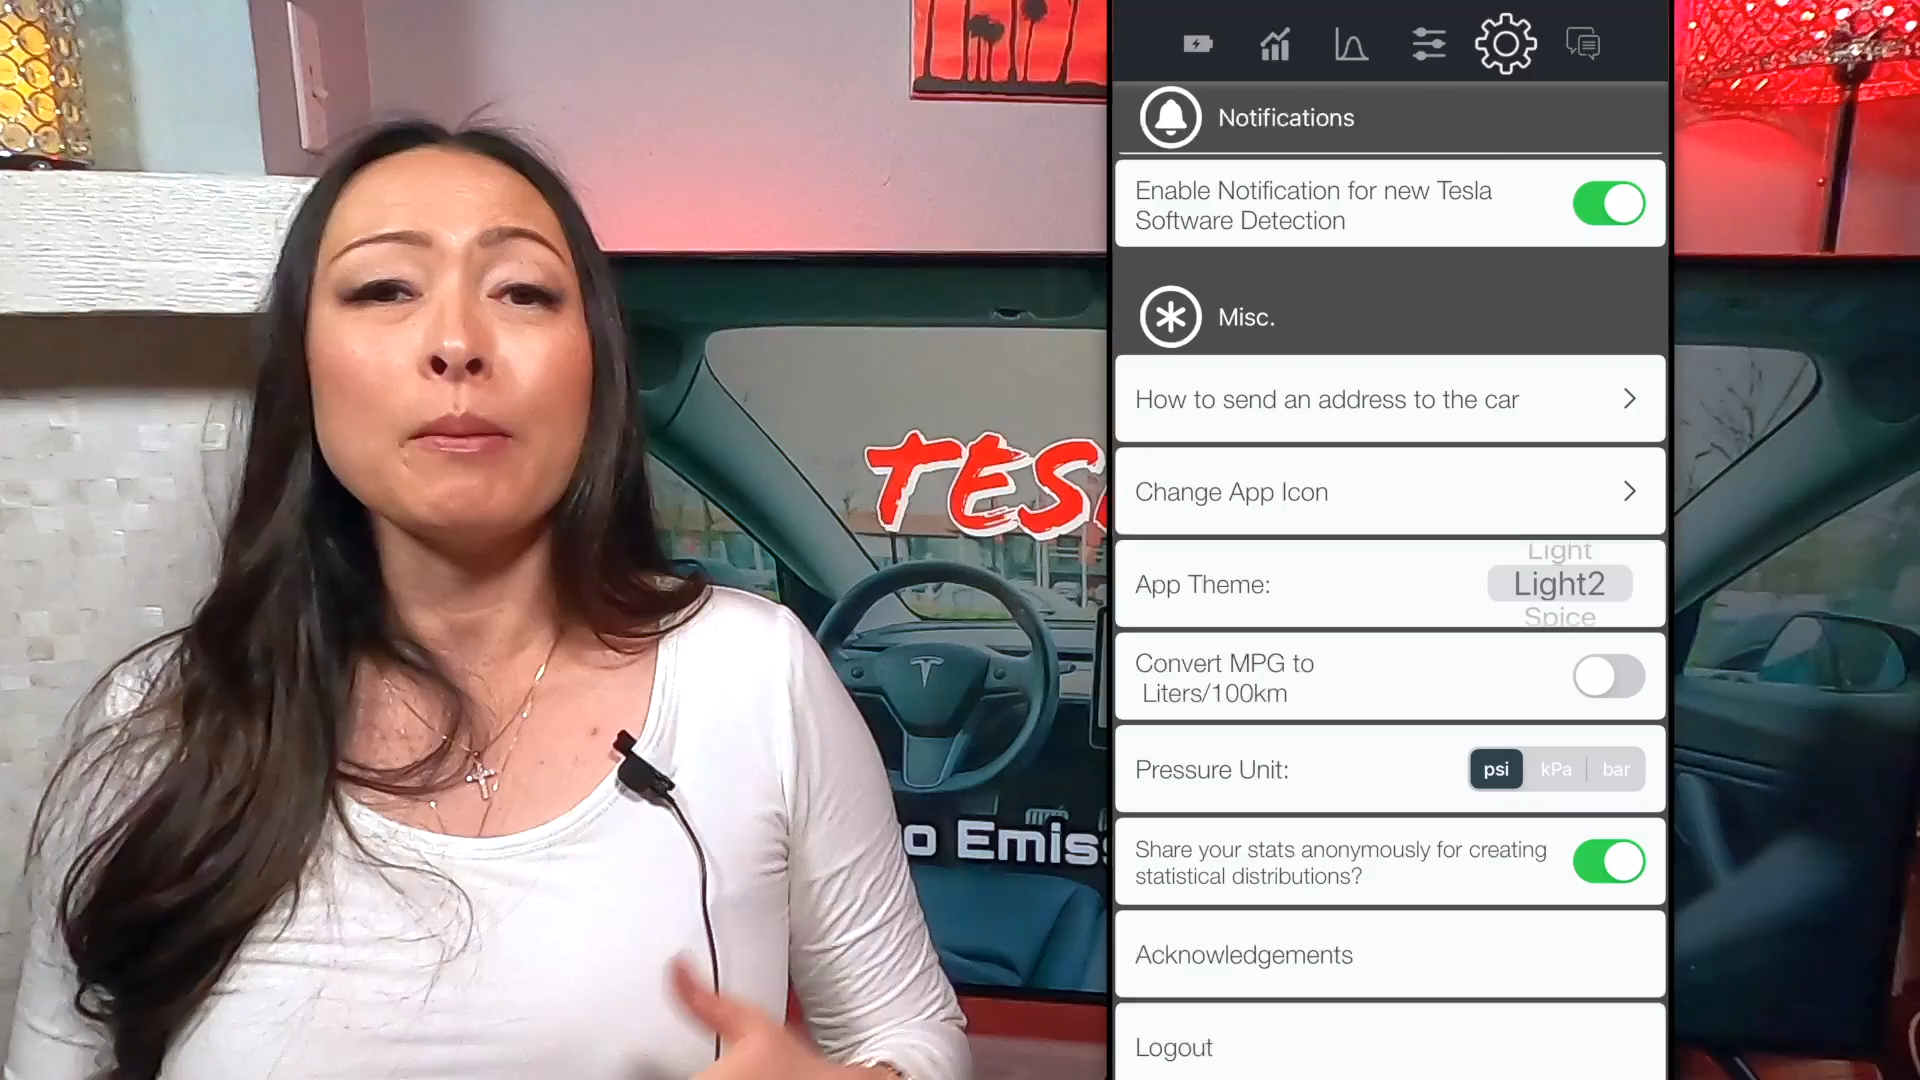 Notifications
Enable Notification for new Tesla
Software Detection
Misc.
How to send an address to the car
Change App Icon
Light
App Theme:
Light2
Spice
Convert MPG to
Liters/100km
Pressure Unit:
psi
kPa
bar
Share your stats anonymously for creating
statistical distributions?
Acknowledgements
Logout
TES
o Emiss